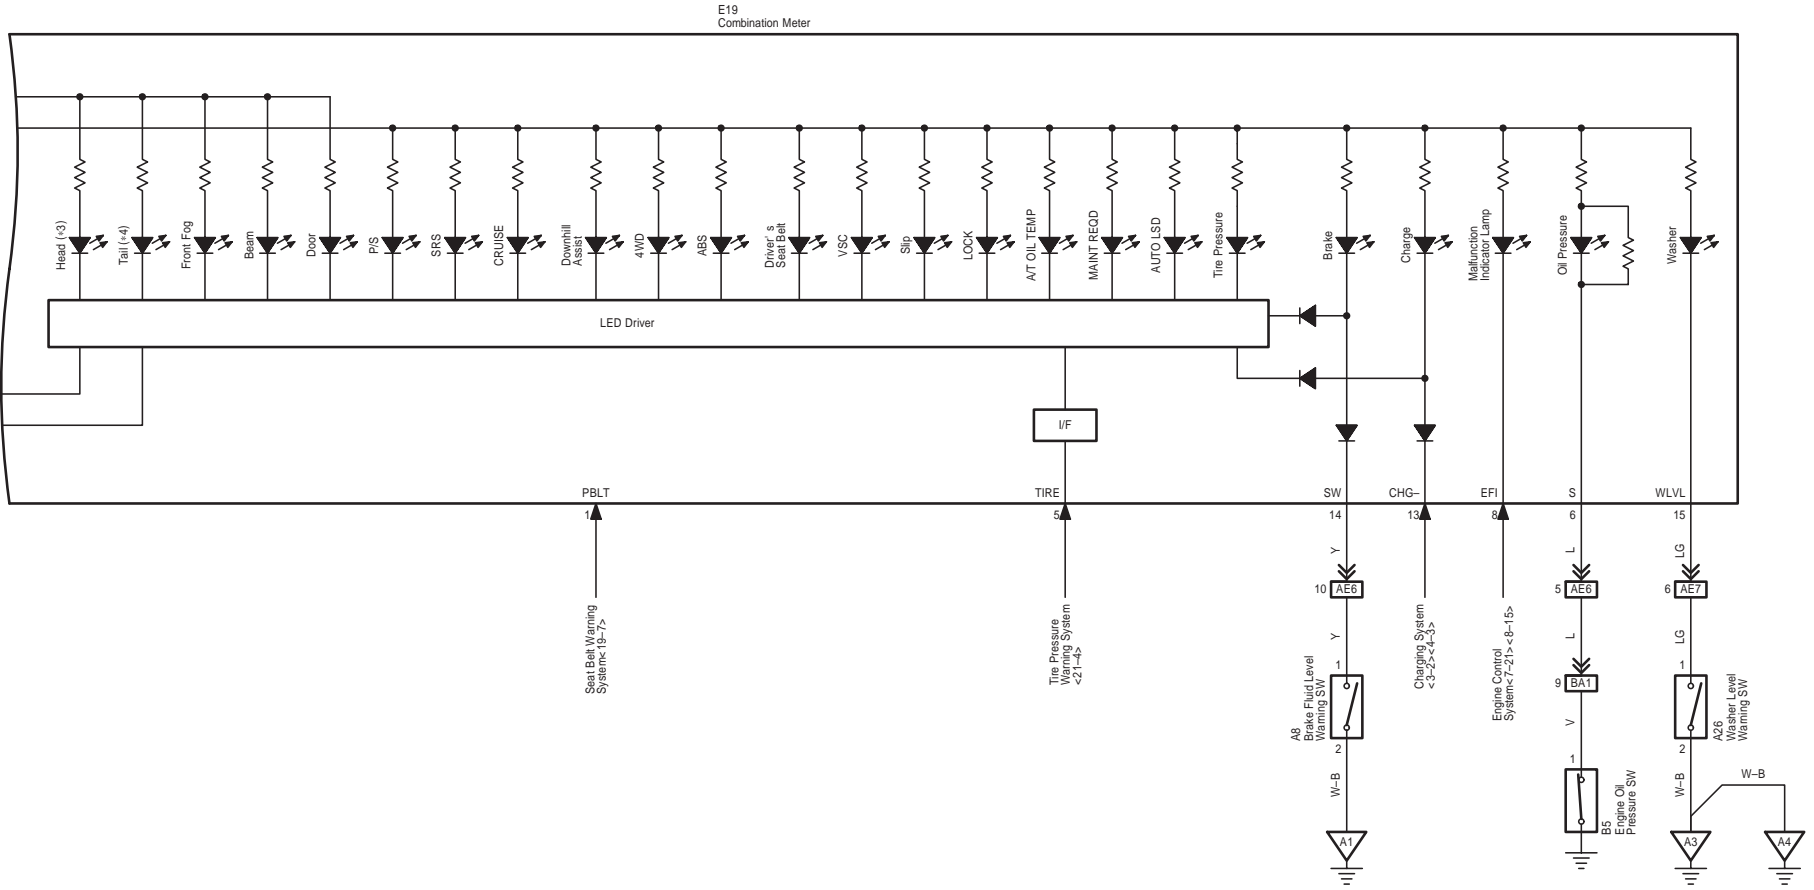 E19
Combination Meter
Head (∗3)
Tail (∗4)
Front Fog
Beam
Door
P/S
SRS
CRUISE
Downhill
Assist
4WD
ABS
Driver' s
Seat Belt
VSC
Slip
LOCK
A/T OIL TEMP
MAINT REQD
AUTO LSD
Tire Pressure
Brake
Charge
Malfunction
Indicator Lamp
Oil Pressure
Washer
LED Driver
I/F
PBLT
TIRE
SW
CHG–
EFI
S
WLVL
1
5
14
13
8
6
15
Y
L
LG
10 AE6
5 AE6
6 AE7
Seat Belt Warning
System<19–7>
Tire Pressure
Warning System
<21–4>
Y
Charging System
<3–2><4–3>
Engine Control
System<7–21><8–15>
L
LG
1
9 BA1
1
A8
Brake Fluid Level
Warning SW
A26
Washer Level
Warning SW
2
V
2
W–B
1
W–B
W–B
B5
Engine Oil
Pressure SW
A1
A3
A4